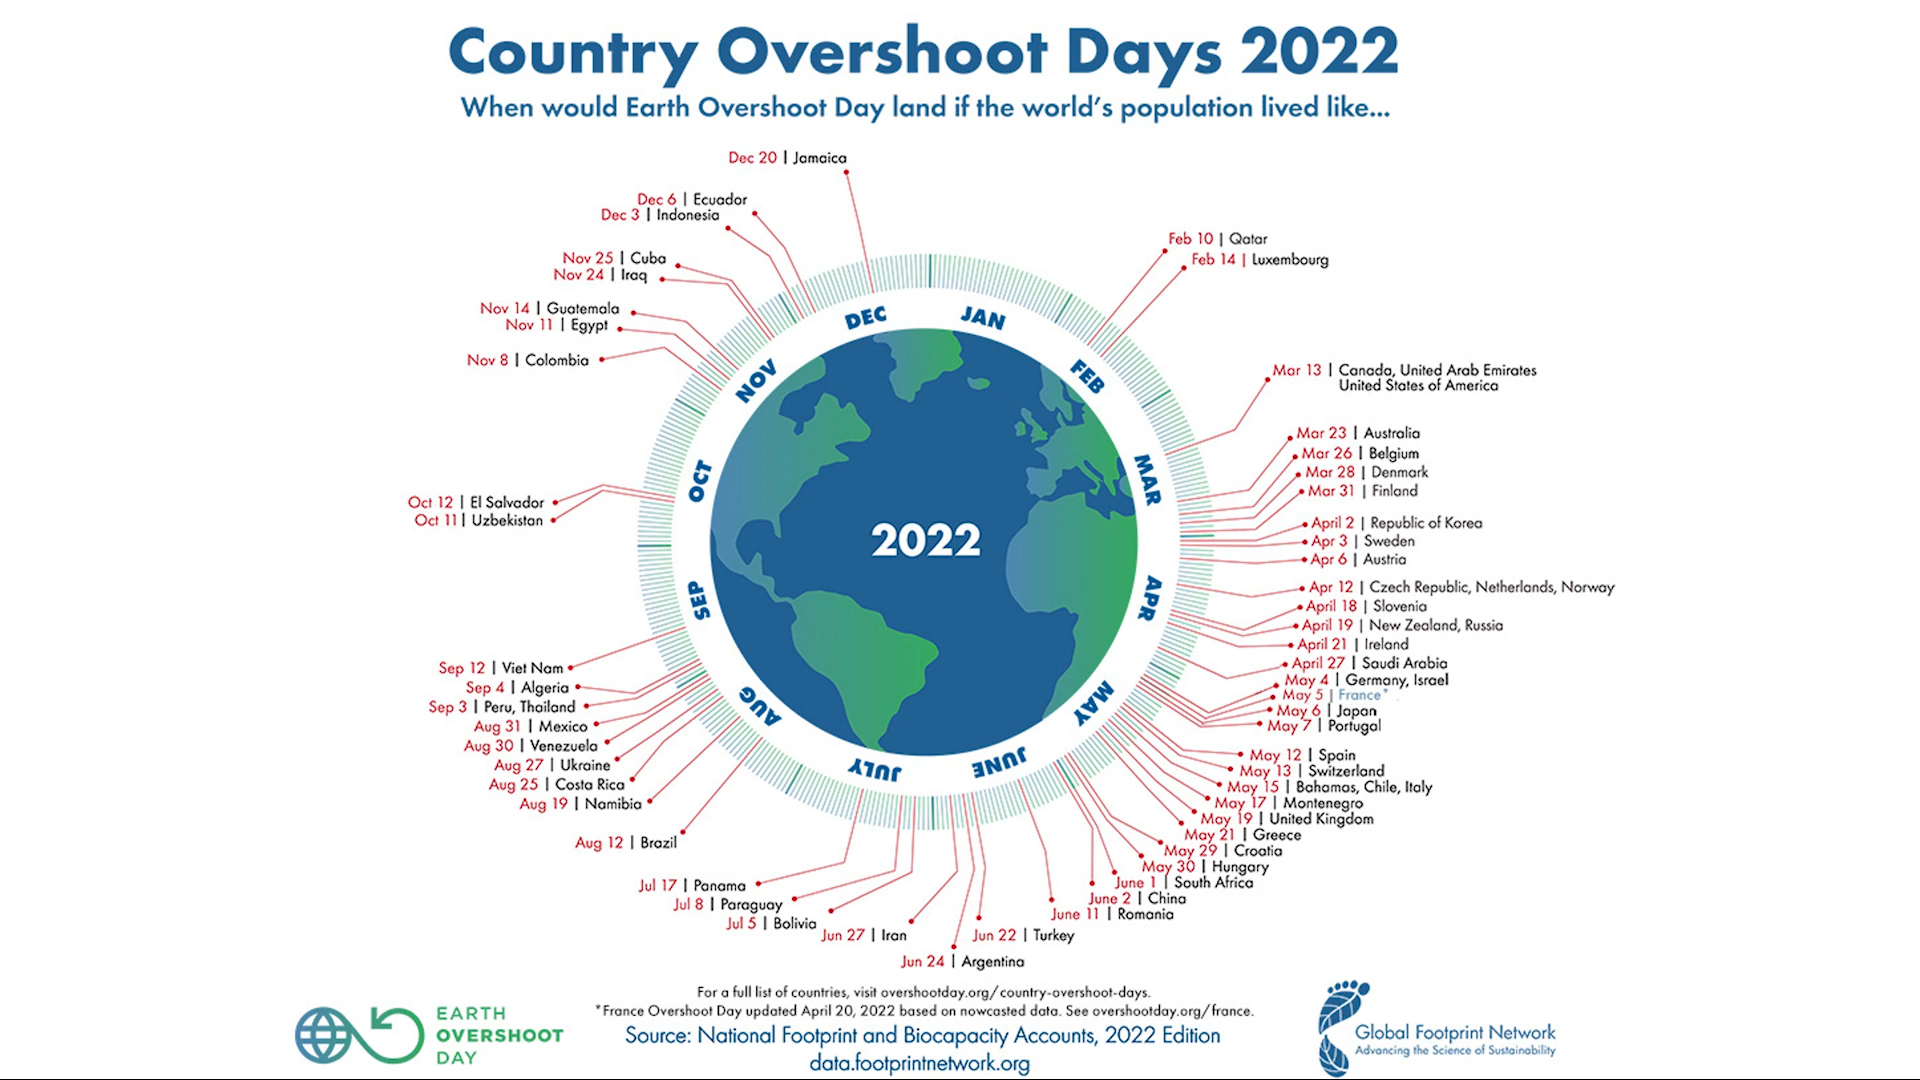 Country Overshoot Days 2022
When would Earth Overshoot Day land if the world's population lived like...
Dec 20 | Jamaica
Dec 6 | Ecuador
Dec 3 | Indonesia
Nov 25 | Cuba
Nov 24 | Iraq
Nov 14 | Guatemala
Nov 11 | Egypt
Nov 8 | Colombia
Oct 12 | El Salvador
Oct 11 | Uzbekistan
Sep 12 | Viet Nam
Sep 4 | Algeria
Sep 3 | Peru, Thailand
Aug 31 | Mexico
Aug 30 | Venezuela
Aug 27 | Ukraine
Aug 25 | Costa Rica
Aug 19 | Namibia
Aug 12 | Brazil
Jul 17 | Panama
Jul 8 | Paraguay
Jul 5 | Bolivia
Jun 27 | Iran
Jun 24 | Argentina
Jun 22 | Turkey
Feb 10 | Qatar
Feb 14 | Luxembourg
Mar 13 | Canada, United Arab Emirates
United States of America
Mar 23 | Australia
Mar 26 | Belgium
Mar 28 | Denmark
Mar 31 | Finland
April 2 | Republic of Korea
Apr 3 | Sweden
Apr 6 | Austria
Apr 12 | Czech Republic, Netherlands, Norway
April 18 | Slovenia
April 19 | New Zealand, Russia
April 21 | Ireland
April 27 | Saudi Arabia
May 4 | Germany, Israel
May 5 | France*
May 6 | Japan
May 7 | Portugal
May 12 | Spain
May 13 | Switzerland
May 15 | Bahamas, Chile, Italy
May 17 | Montenegro
May 19 | United Kingdom
May 21 | Greece
May 29 | Croatia
May 30 | Hungary
June 1 | South Africa
June 2 | China
June 11 | Romania
JAN
FEB
MAR
APR
MAY
JUNE
JULY
AUG
SEP
OCT
NOV
DEC
2022
For a full list of countries, visit overshootday.org/country-overshoot-days.
*France Overshoot Day updated April 20, 2022 based on nowcasted data. See overshootday.org/france.
Source: National Footprint and Biocapacity Accounts, 2022 Edition
data.footprintnetwork.org
EARTH
OVERSHOOT
DAY
Global Footprint Network
Advancing the Science of Sustainability